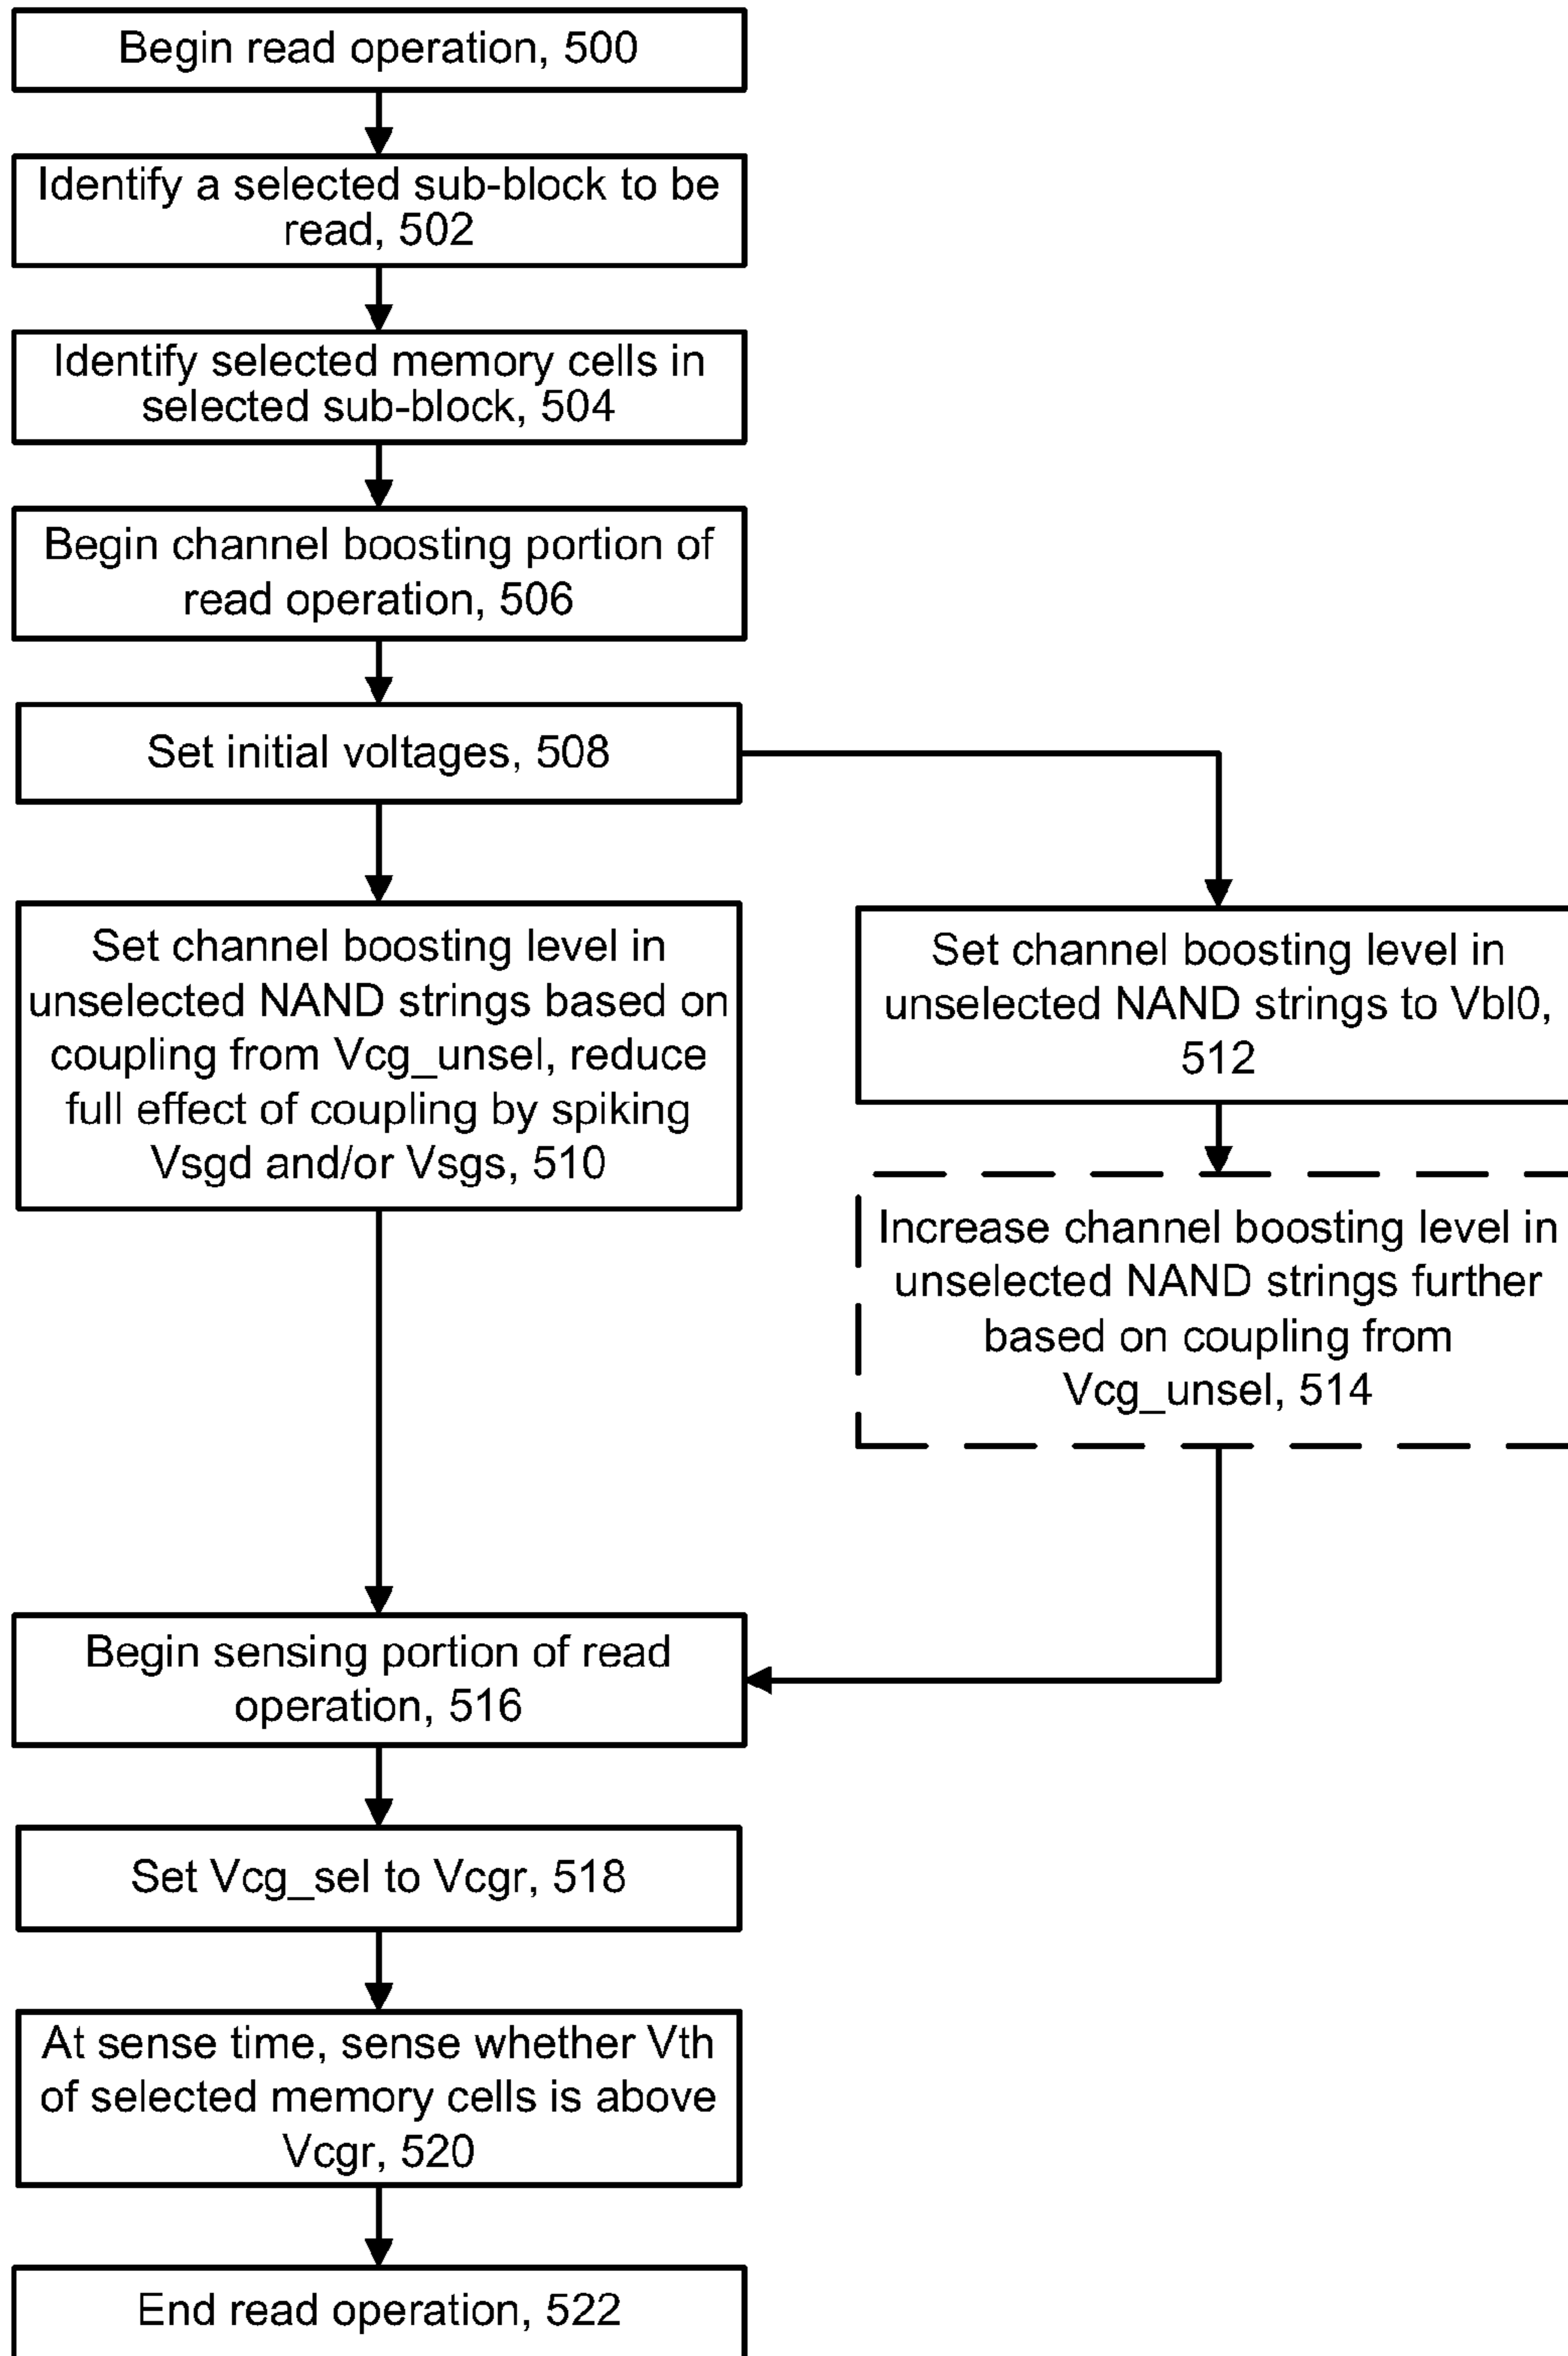 Begin read operation, 500
Identify a selected sub-block to be
read, 502
Identify selected memory cells in
selected sub-block, 504
Begin channel boosting portion of
read operation, 506
Set initial voltages, 508
Set channel boosting level in
unselected NAND strings based on
coupling from Vcg_unsel, reduce
full effect of coupling by spiking
Vsgd and/or Vsgs, 510
Set channel boosting level in
unselected NAND strings to Vbl0,
512
Increase channel boosting level in
unselected NAND strings further
based on coupling from
Vcg_unsel, 514
Begin sensing portion of read
operation, 516
Set Vcg_sel to Vcgr, 518
At sense time, sense whether Vth
of selected memory cells is above
Vcgr, 520
End read operation, 522